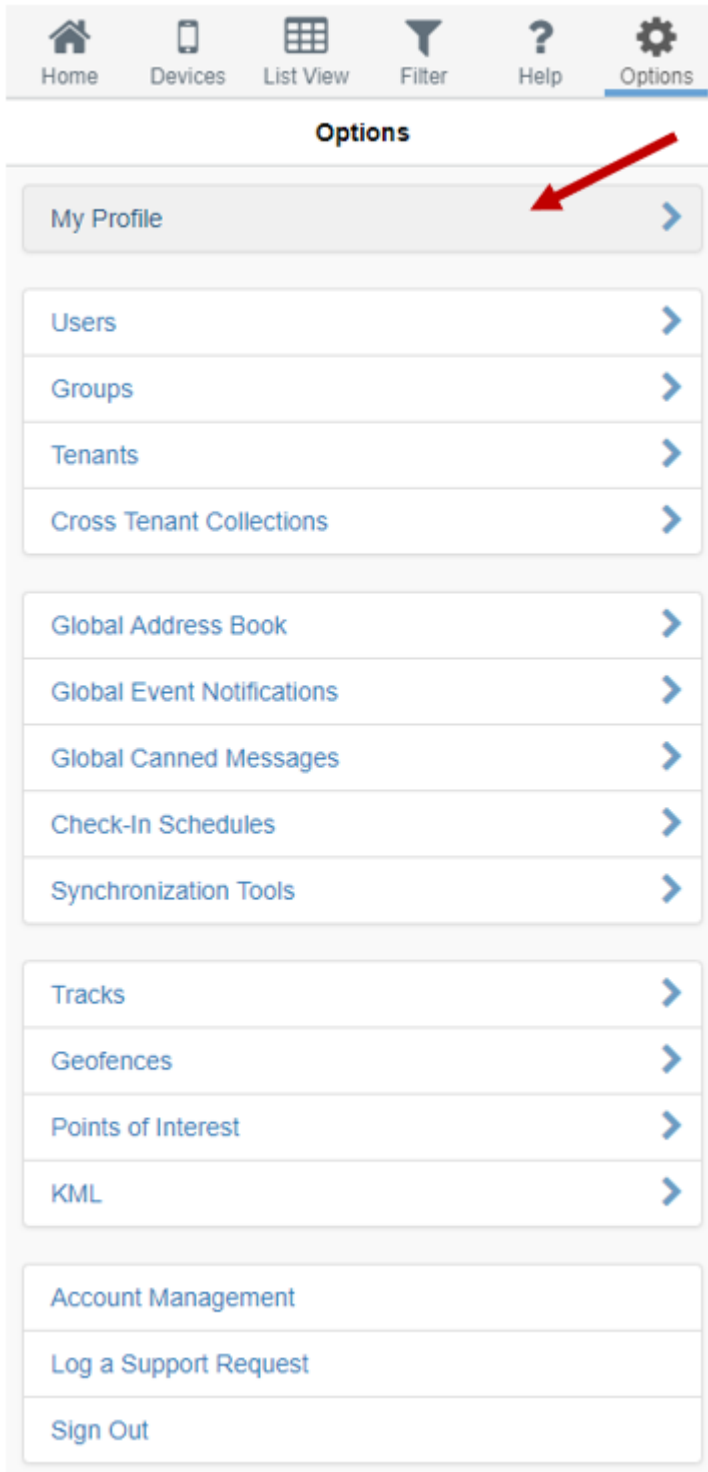 Home Devices List View Filter Help Options
Options
My Profile
Users
Groups
Tenants
Cross Tenant Collections
Global Address Book
Global Event Notifications
Global Canned Messages
Check-In Schedules
Synchronization Tools
Tracks
Geofences
Points of Interest
KML
Account Management
Log a Support Request
Sign Out